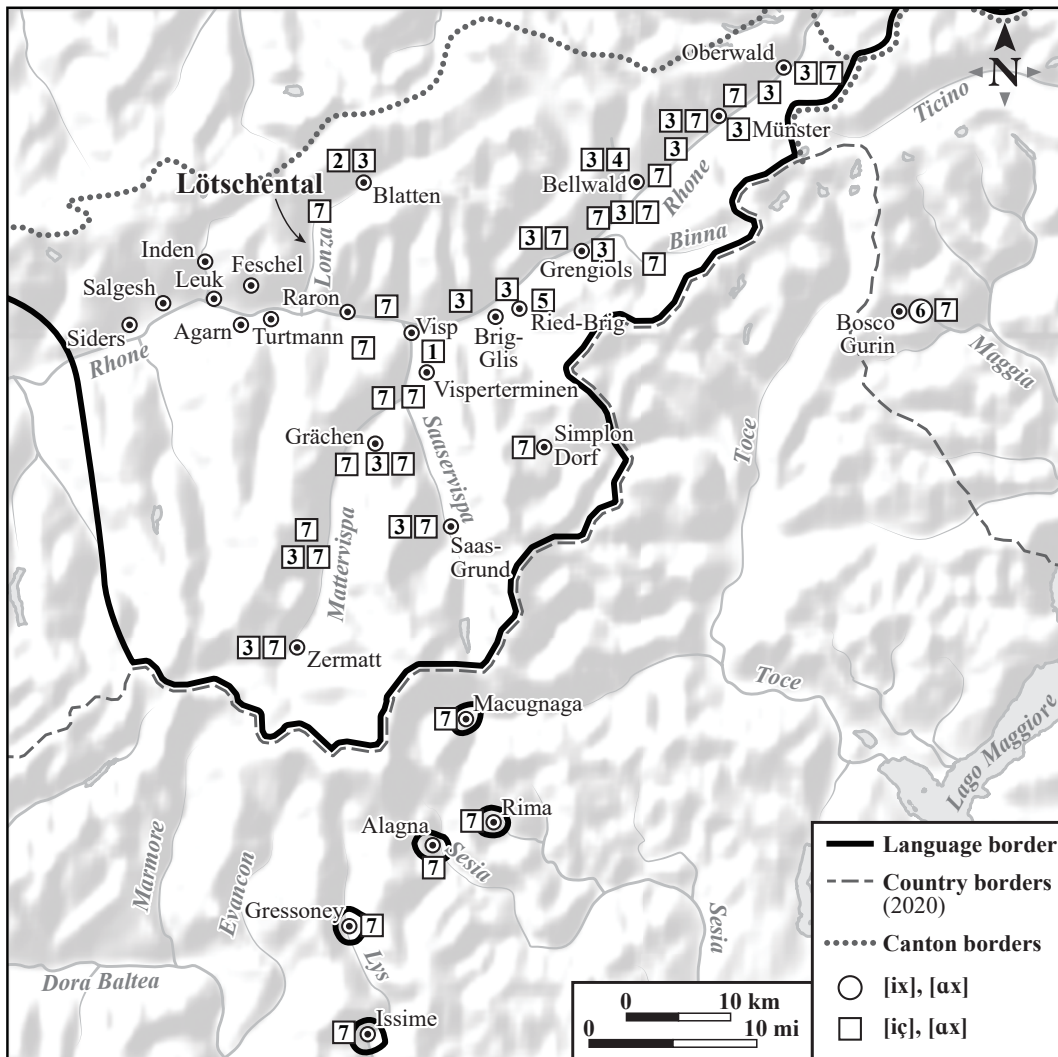 Oberwald
3 7
N
Ticino
7
3
3 7
3
Münster
3
2 3
3 4
Bellwald
7
Lötschental
Blatten
Rhone
7
7
3 7
Lonza
Binna
Inden
3 7
3
Grengiols
7
Feschel
Leuk
Salgesh
Raron
7
3
3
5
Ried-Brig
Bosco
Gurin
6 7
Siders
Agarn
Turtmann
Visp
Brig-
Glis
Maggia
Rhone
7
1
Visperterminen
7 7
Saaservispa
Toce
Grächen
7
Simplon
Dorf
7
3 7
7
3 7
Saas-
Grund
3 7
Mattervispa
3 7
Zermatt
Toce
7
Macugnaga
Lago Maggiore
7
Rima
Alagna
7
Sesia
Marmore
Evancon
Gressoney
7
Lys
Sesia
Dora Baltea
7
Issime
0 10 km
0 10 mi
Language border
Country borders
(2020)
Canton borders
[ix], [ɑx]
[iç], [ɑx]